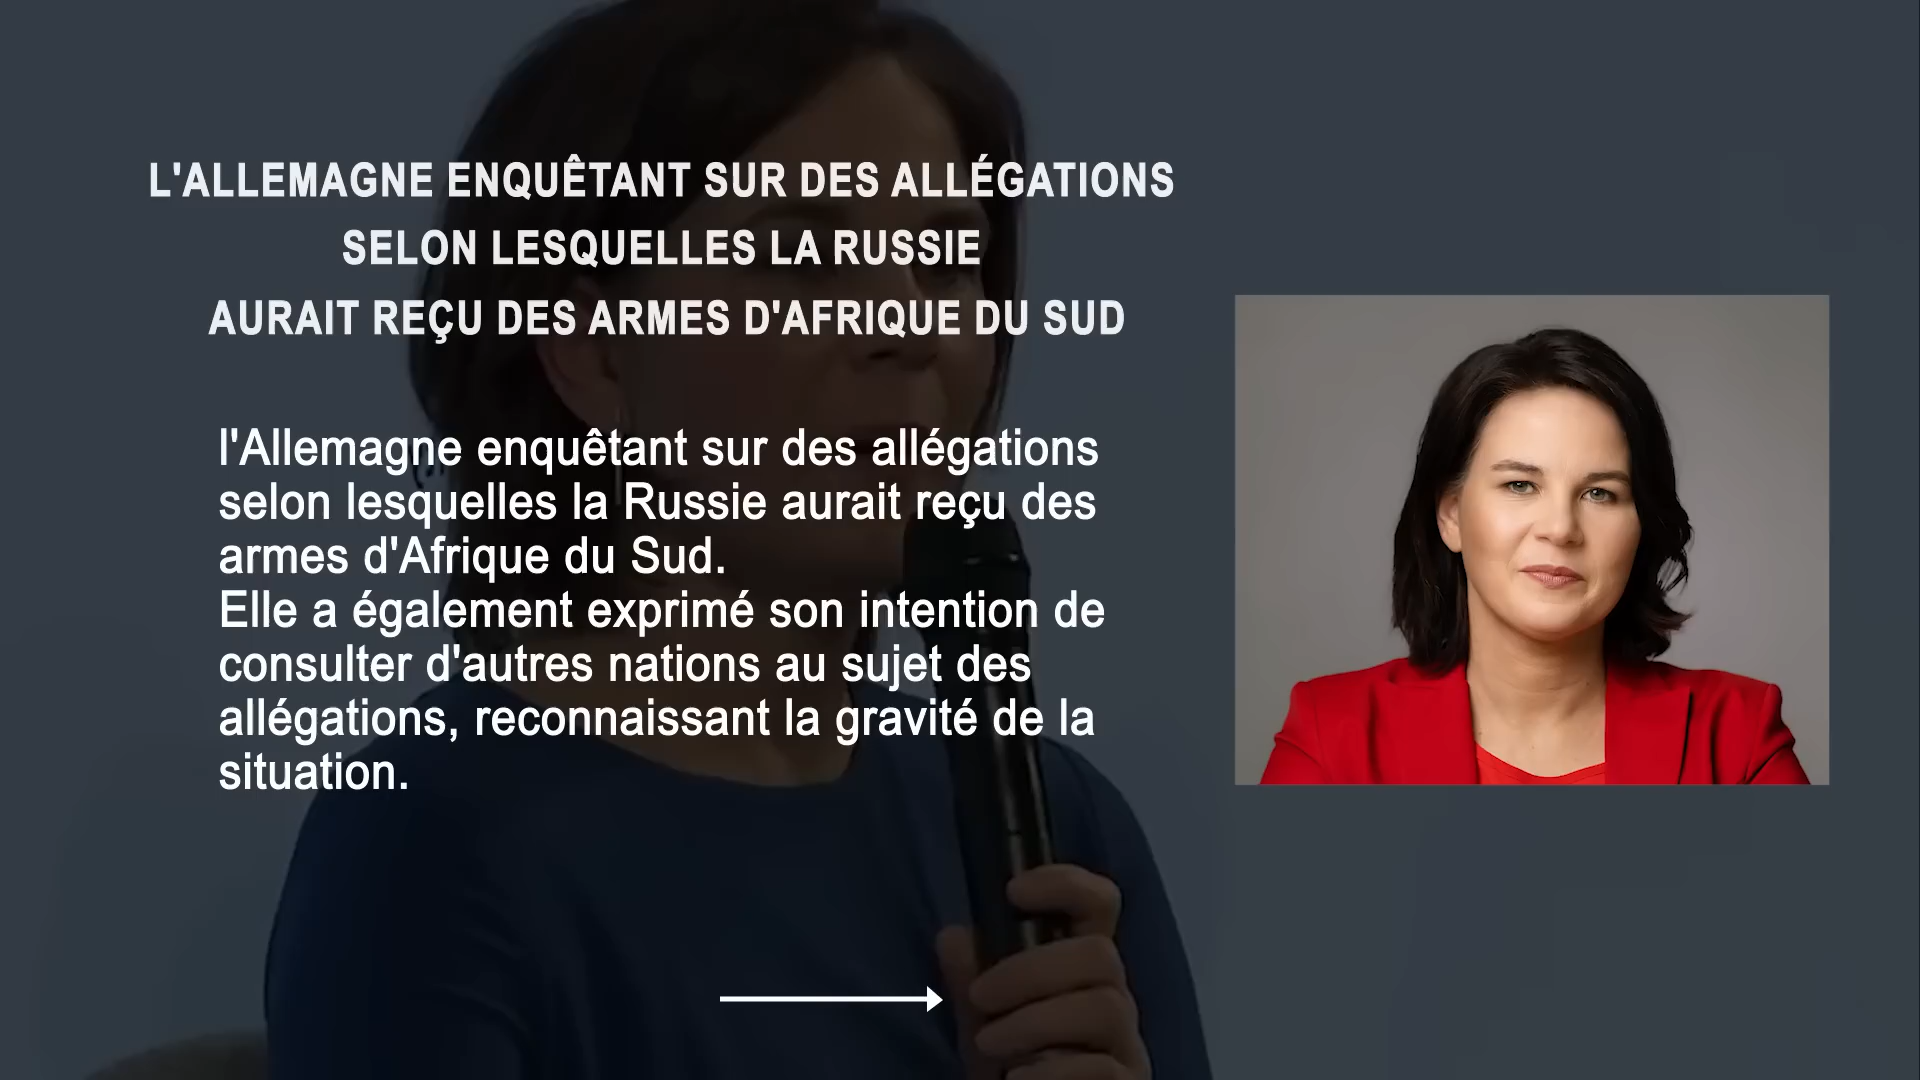 L'ALLEMAGNE ENQUÊTANT SUR DES ALLÉGATIONS
SELON LESQUELLES LA RUSSIE
AURAIT REÇU DES ARMES D'AFRIQUE DU SUD
l'Allemagne enquêtant sur des allégations
selon lesquelles la Russie aurait reçu des
armes d'Afrique du Sud.
Elle a également exprimé son intention de
consulter d'autres nations au sujet des
allégations, reconnaissant la gravité de la
situation.